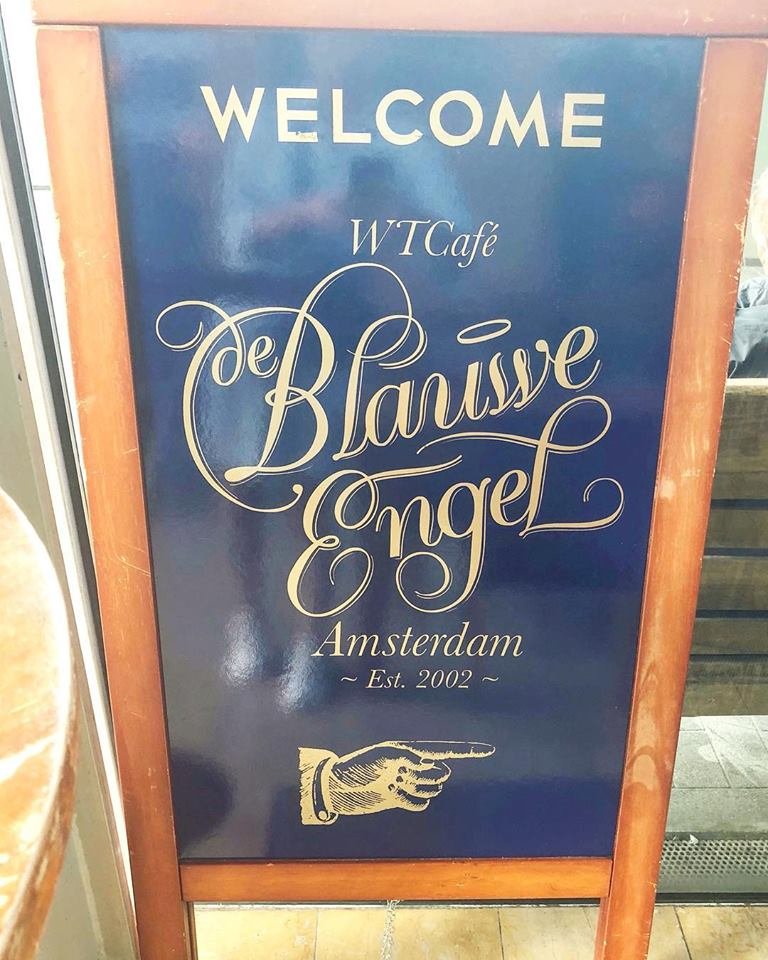 WELCOME
WTCafé
de Blauwe
Engel
Amsterdam
~ Est. 2002 ~